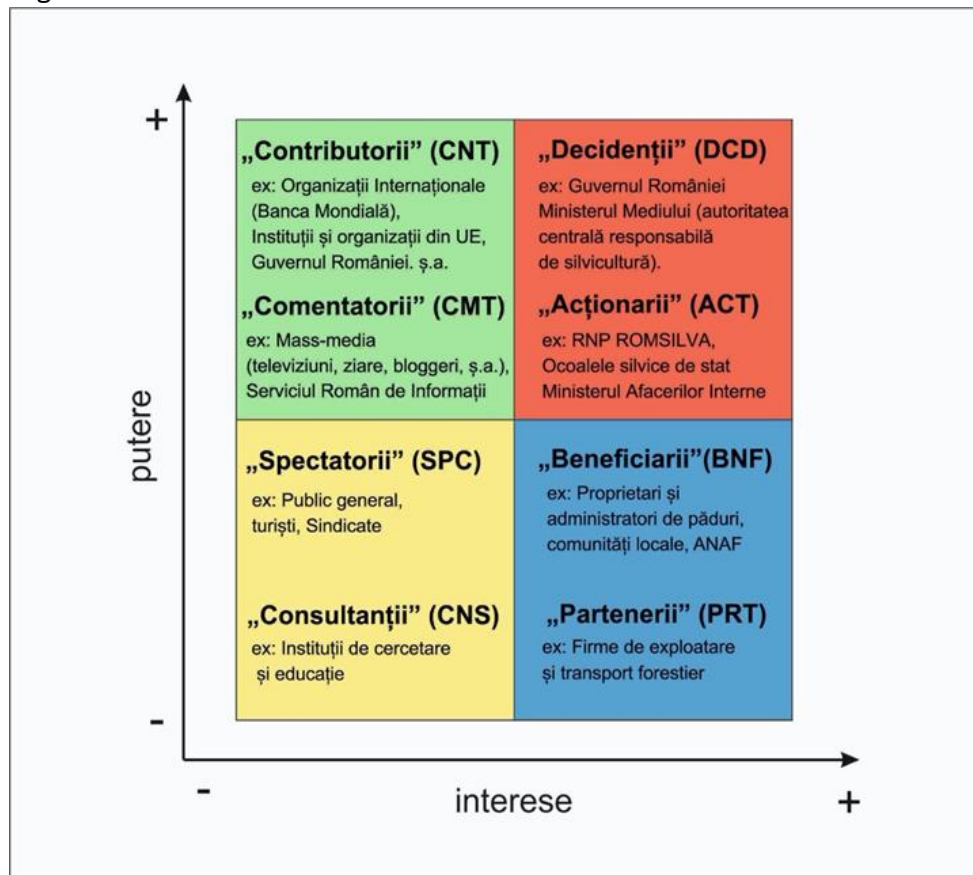 +
„Contributorii” (CNT)
ex: Organizații Internaționale
(Banca Mondială),
Instituții și organizații din UE,
Guvernul României. ș.a.
„Comentatorii” (CMT)
ex: Mass-media
(televiziuni, ziare, bloggeri, ș.a.),
Serviciul Român de Informații
„Decidenții” (DCD)
ex: Guvernul României
Ministerul Mediului (autoritatea
centrală responsabilă
de silvicultură).
„Acționarii” (ACT)
ex: RNP ROMSILVA,
Ocoalele silvice de stat
Ministerul Afacerilor Interne
putere
„Spectatorii” (SPC)
ex: Public general,
turiști, Sindicate
„Consultanții” (CNS)
ex: Instituții de cercetare
și educație
„Beneficiarii”(BNF)
ex: Proprietari și
administratori de păduri,
comunități locale, ANAF
„Partenerii” (PRT)
ex: Firme de exploatare
și transport forestier
-
-
interese
+